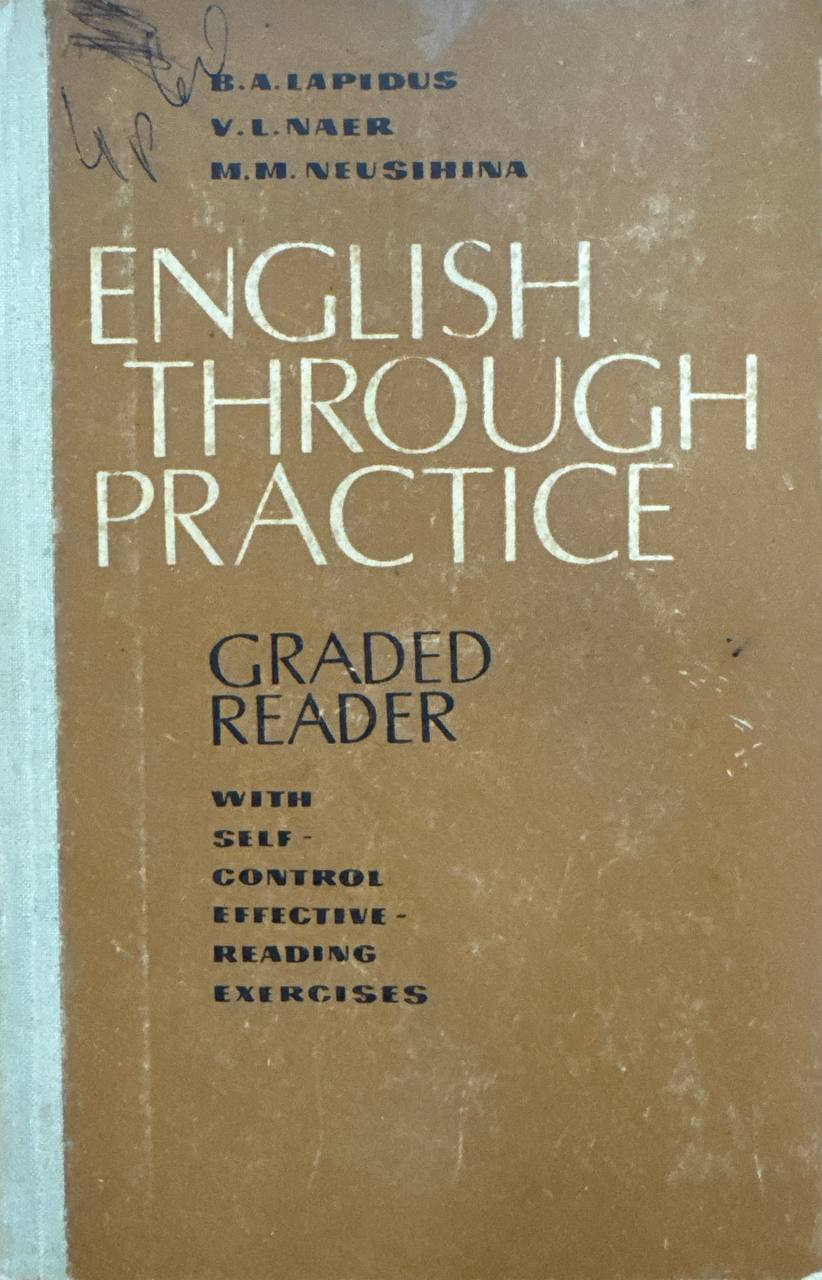 B.A. LAPIDUS
V.L. NAER
M.M. NEUSIHINA
ENGLISH
THROUGH
PRACTICE
GRADED
READER
WITH
SELF-
CONTROL
EFFECTIVE-
READING
EXERCISES